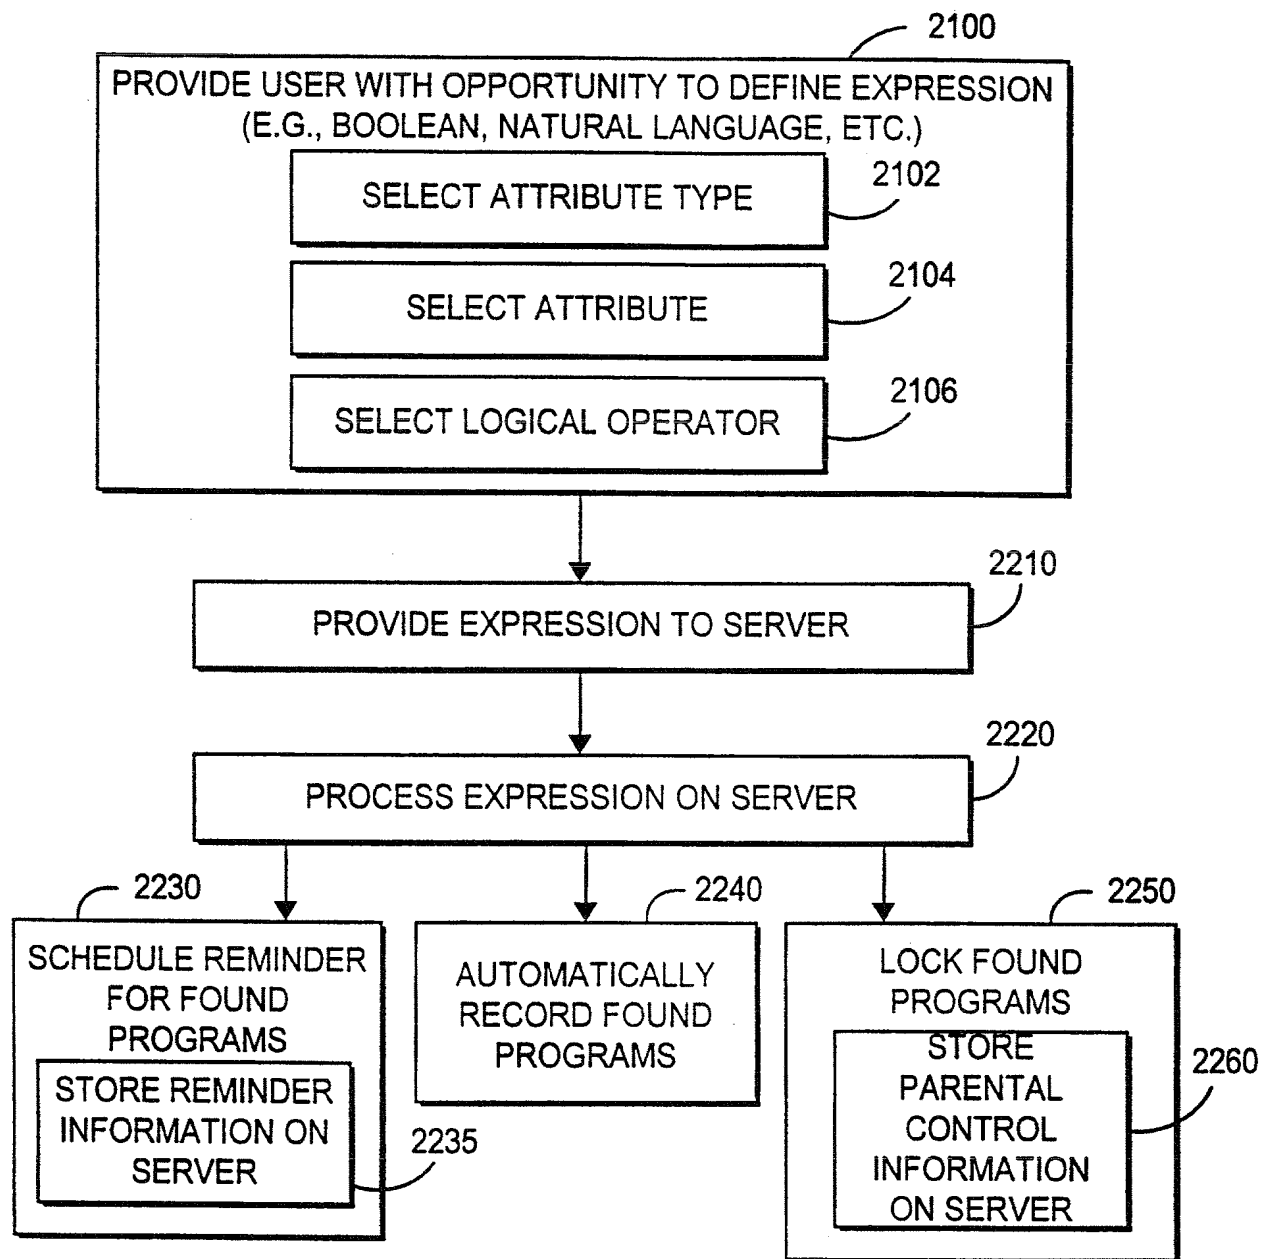 2100
PROVIDE USER WITH OPPORTUNITY TO DEFINE EXPRESSION
(E.G., BOOLEAN, NATURAL LANGUAGE, ETC.)
SELECT ATTRIBUTE TYPE
2102
SELECT ATTRIBUTE
2104
SELECT LOGICAL OPERATOR
2106
PROVIDE EXPRESSION TO SERVER
2210
PROCESS EXPRESSION ON SERVER
2220
2230
SCHEDULE REMINDER
FOR FOUND
PROGRAMS
STORE REMINDER
INFORMATION ON
SERVER
2235
2240
AUTOMATICALLY
RECORD FOUND
PROGRAMS
2250
LOCK FOUND
PROGRAMS
STORE
PARENTAL
CONTROL
INFORMATION
ON SERVER
2260